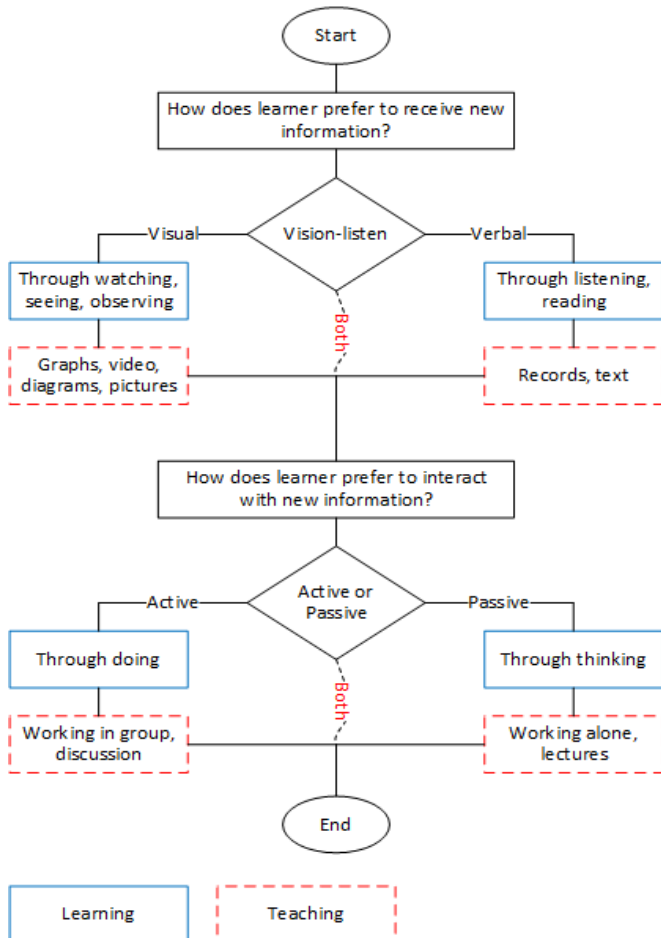 Start
How does learner prefer to receive new
information?
Visual
Vision-listen
Verbal
Through watching,
seeing, observing
Both
Through listening,
reading
Graphs, video,
diagrams, pictures
Records, text
How does learner prefer to interact
with new information?
Active
Active or
Passive
Passive
Through doing
Both
Through thinking
Working in group,
discussion
Working alone,
lectures
End
Learning
Teaching